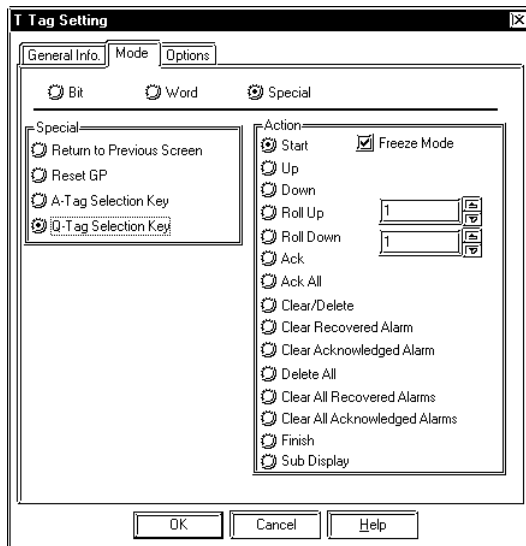 T Tag Setting
General Info. Mode Options
Bit Word Special
Special
Return to Previous Screen
Reset GP
A-Tag Selection Key
Q-Tag Selection Key
Action
Start Freeze Mode
Up
Down
Roll Up 1
Roll Down 1
Ack
Ack All
Clear/Delete
Clear Recovered Alarm
Clear Acknowledged Alarm
Delete All
Clear All Recovered Alarms
Clear All Acknowledged Alarms
Finish
Sub Display
OK Cancel Help